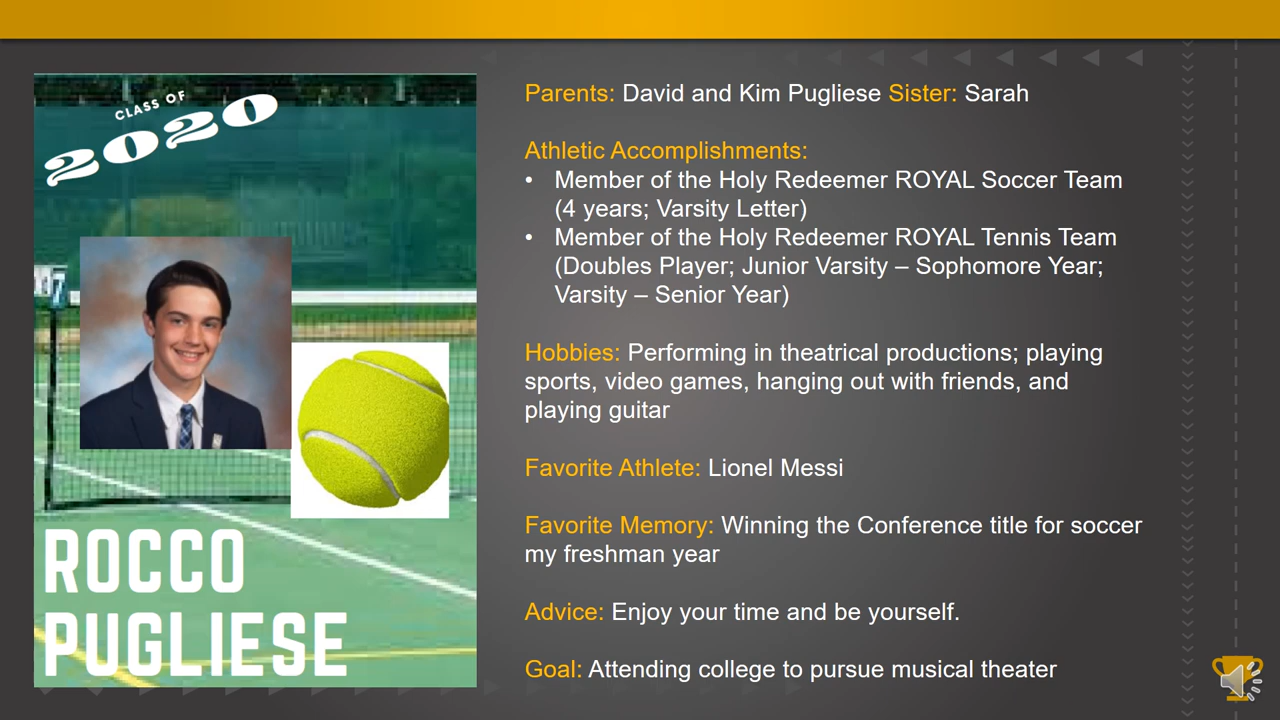 CLASS OF
2020
ROCCO
PUGLIESE
Parents: David and Kim Pugliese Sister: Sarah
Athletic Accomplishments:
• Member of the Holy Redeemer ROYAL Soccer Team
(4 years; Varsity Letter)
• Member of the Holy Redeemer ROYAL Tennis Team
(Doubles Player; Junior Varsity – Sophomore Year;
Varsity – Senior Year)
Hobbies: Performing in theatrical productions; playing
sports, video games, hanging out with friends, and
playing guitar
Favorite Athlete: Lionel Messi
Favorite Memory: Winning the Conference title for soccer
my freshman year
Advice: Enjoy your time and be yourself.
Goal: Attending college to pursue musical theater